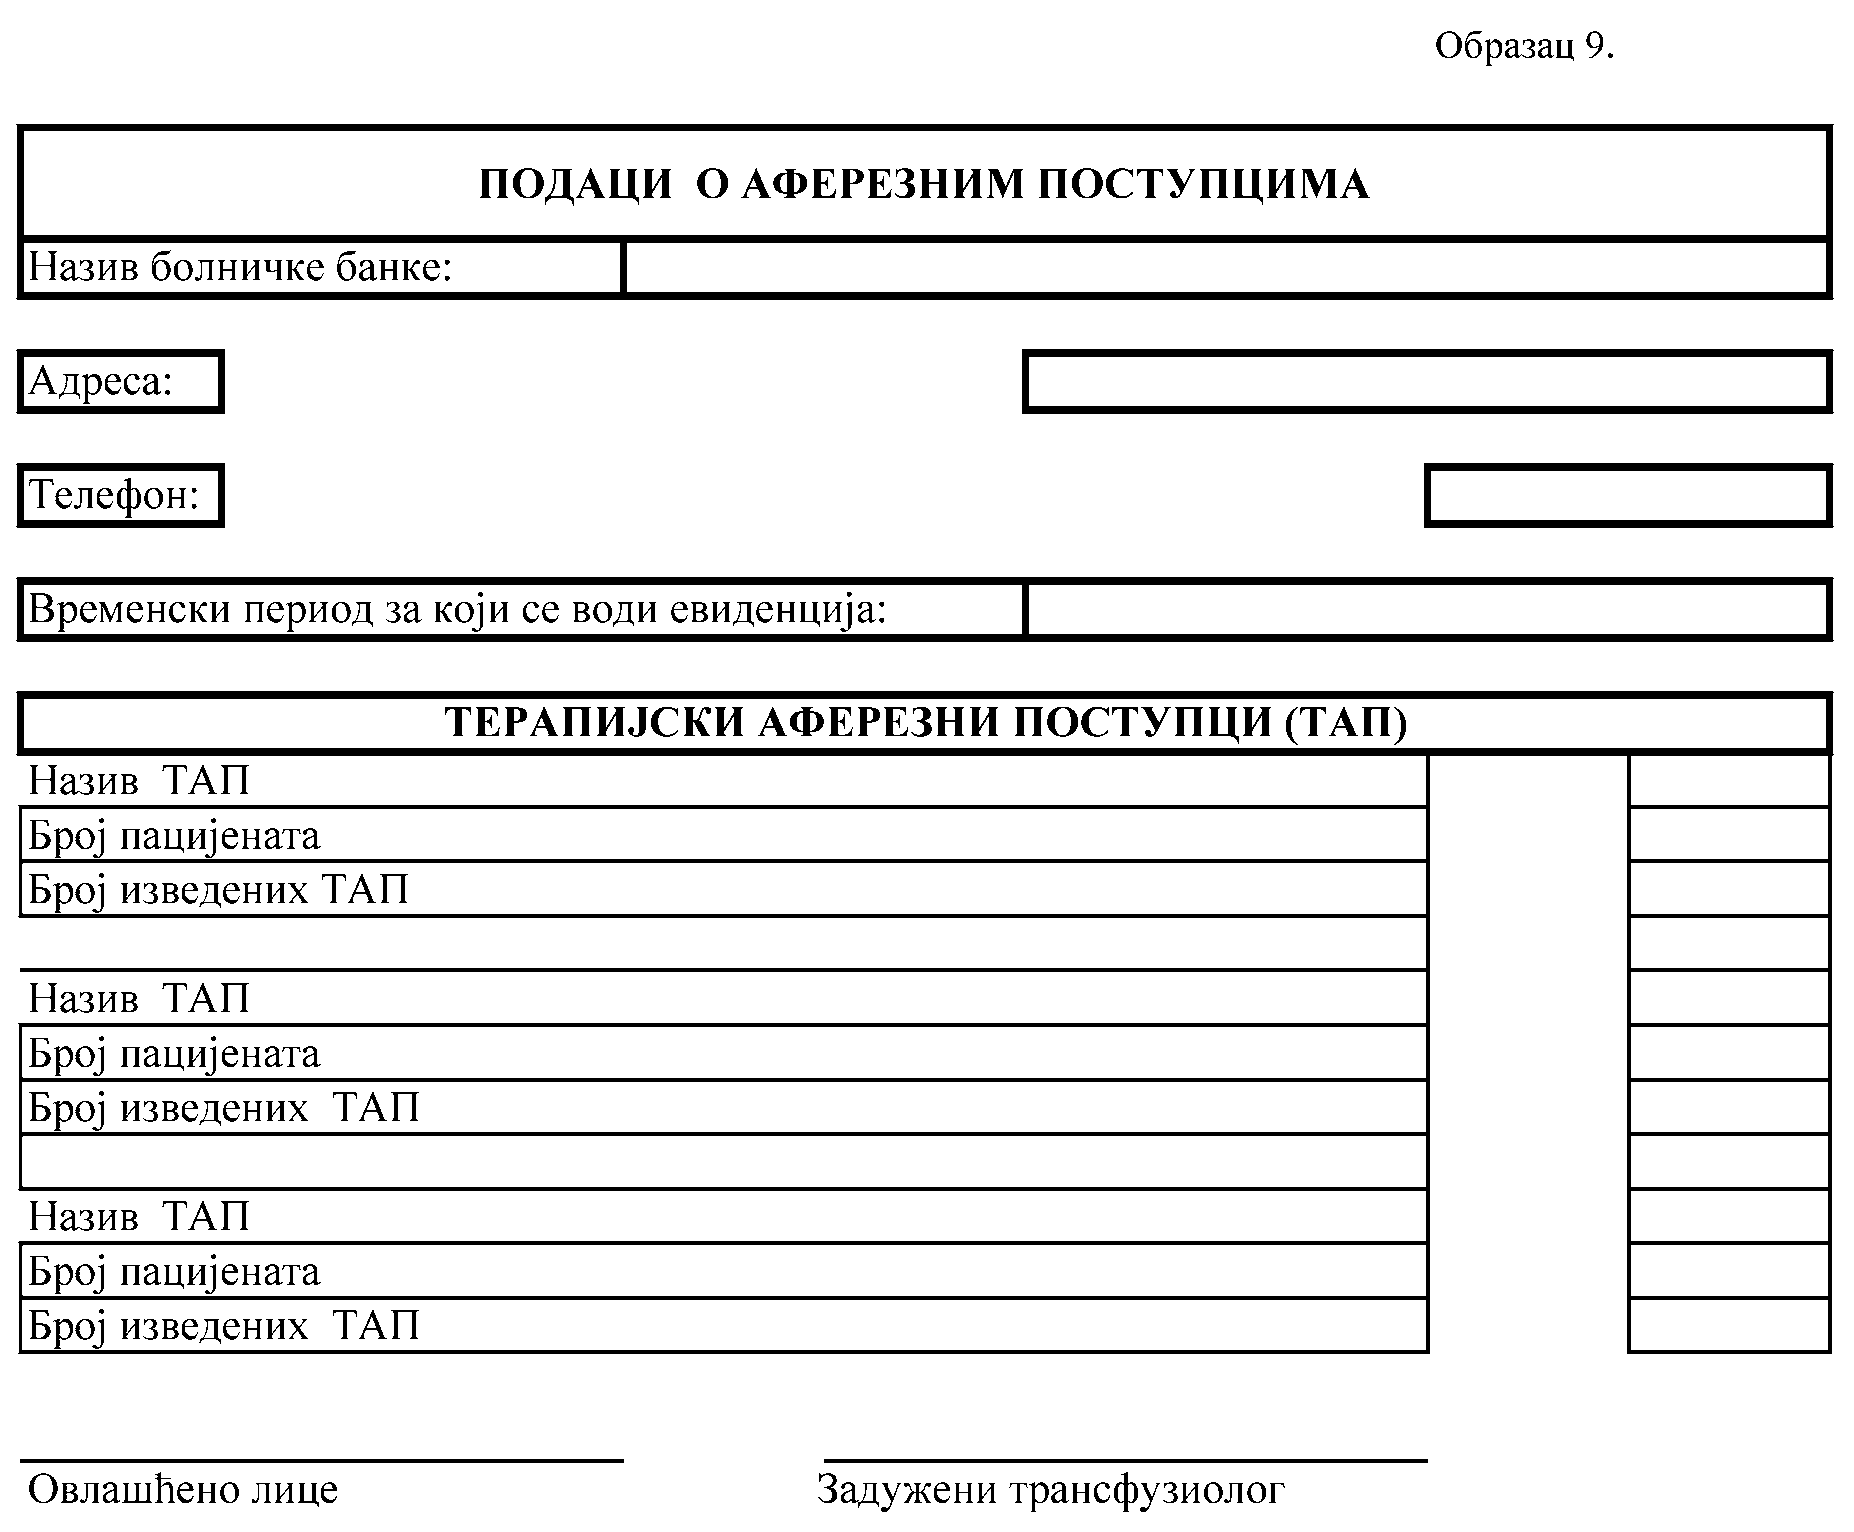 Образац 9.
ПОДАЦИ О АФЕРЕЗНИМ ПОСТУПЦИМА
Назив болничке банке:
Адреса:
Телефон:
Временски период за који се води евиденција:
ТЕРАПИЈСКИ АФЕРЕЗНИ ПОСТУПЦИ (ТАП)
Назив ТАП
Број пацијената
Број изведених ТАП
Назив ТАП
Број пацијената
Број изведених ТАП
Назив ТАП
Број пацијената
Број изведених ТАП
Овлашћено лице Задужени трансфузиолог